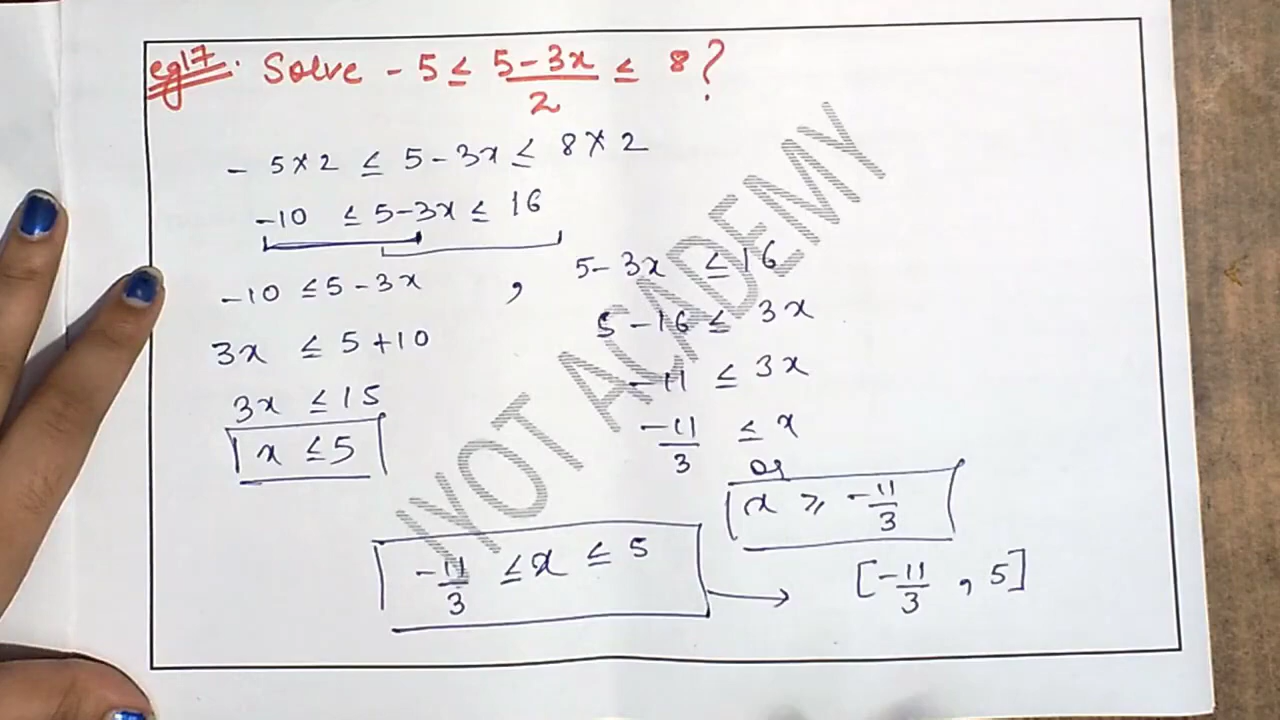 eg17. Solve - 5 ≤ (5-3x)/2 ≤ 8?
- 5×2 ≤ 5-3x ≤ 8×2
-10 ≤ 5-3x ≤ 16
-10 ≤ 5-3x , 5-3x ≤ 16
3x ≤ 5+10
5-16 ≤ 3x
3x ≤ 15
-11 ≤ 3x
x ≤ 5
-11/3 ≤ x
or
x ≥ -11/3
-11/3 ≤ x ≤ 5 → [-11/3 , 5]